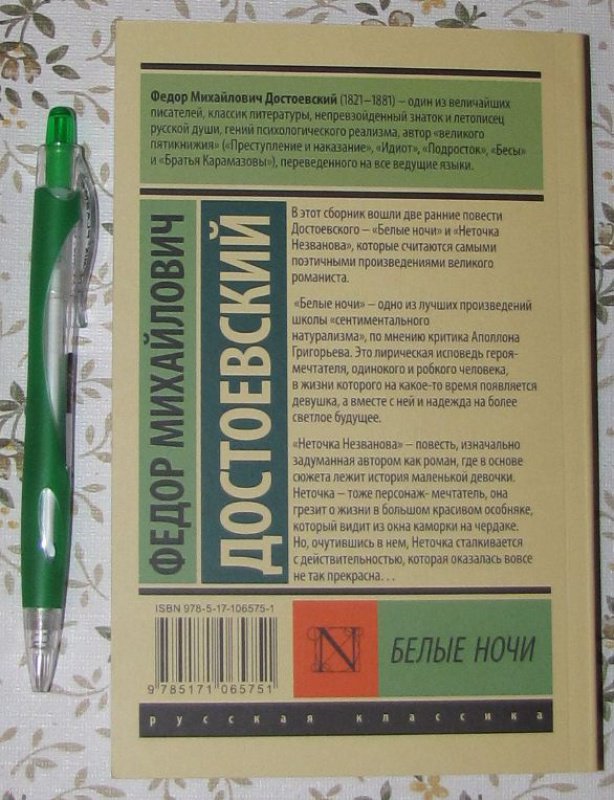 Федор Михайлович Достоевский (1821–1881) – один из величайших
писателей, классик литературы, непревзойденный знаток и летописец
русской души, гений психологического реализма, автор «великого
пятикнижия» («Преступление и наказание», «Идиот», «Подросток», «Бесы»
и «Братья Карамазовы»), переведенного на все ведущие языки.
ФЕДОР МИХАЙЛОВИЧ
ДОСТОЕВСКИЙ
В этот сборник вошли две ранние повести
Достоевского – «Белые ночи» и «Неточка
Незванова», которые считаются самыми
поэтичными произведениями великого
романиста.
«Белые ночи» – одно из лучших произведений
школы «сентиментального
натурализма», по мнению критика Аполлона
Григорьева. Это лирическая исповедь героя-
мечтателя, одинокого и робкого человека,
в жизни которого на какое-то время появляется
девушка, а вместе с ней и надежда на более
светлое будущее.
«Неточка Незванова» – повесть, изначально
задуманная автором как роман, где в основе
сюжета лежит история маленькой девочки.
Неточка – тоже персонаж- мечтатель, она
грезит о жизни в большом красивом особняке,
который видит из окна каморки на чердаке.
Но, очутившись в нем, Неточка сталкивается
с действительностью, которая оказалась вовсе
не так прекрасна…
ISBN 978-5-17-106575-1
9 785171 065751
N
БЕЛЫЕ НОЧИ
русская классика